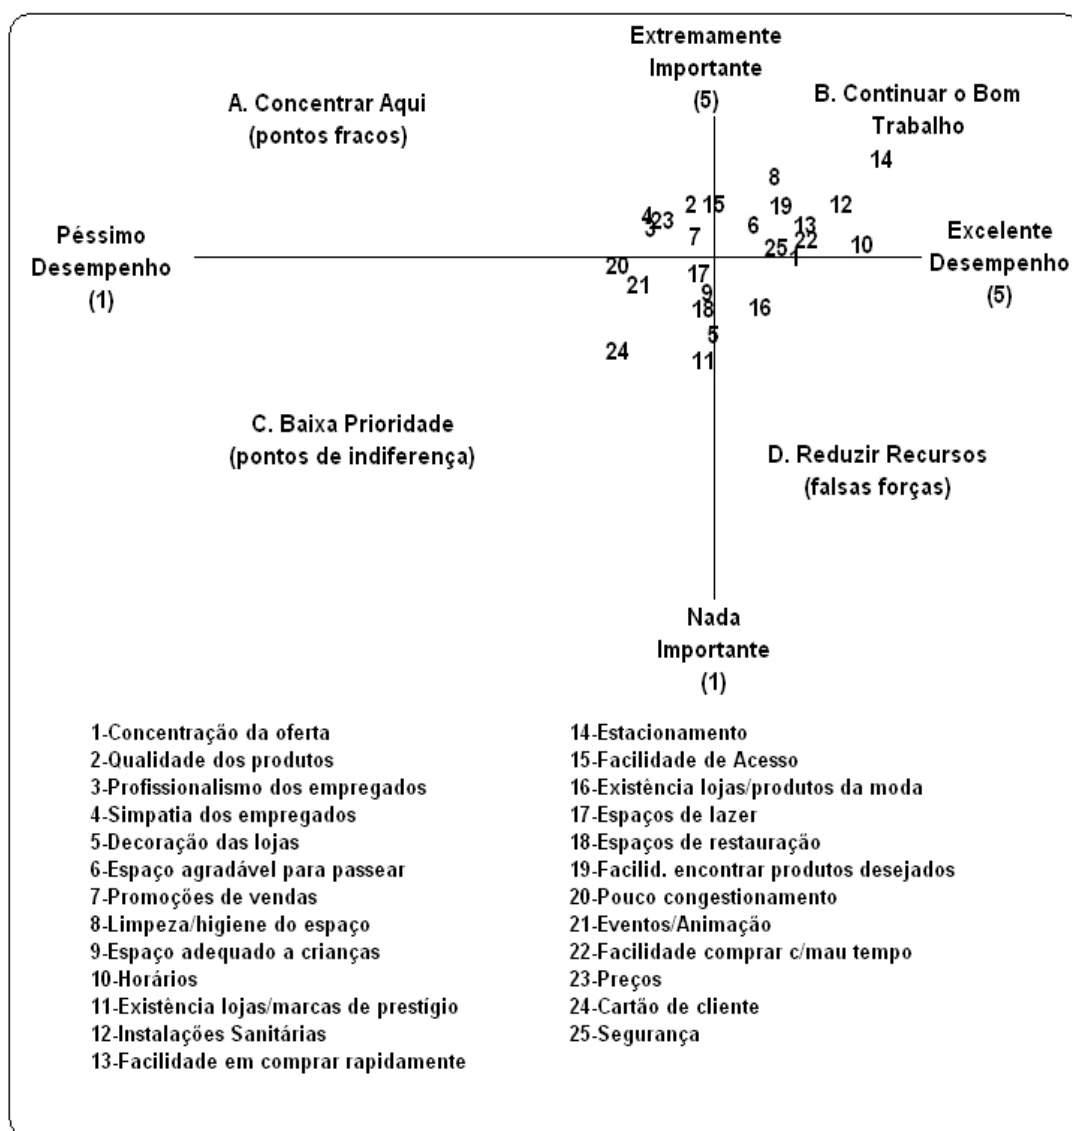 Extremamente
Importante
(5)
A. Concentrar Aqui
(pontos fracos)
B. Continuar o Bom
Trabalho
14
8
4
23
3
2
15
7
19
12
6
13
22
25
10
1
Péssimo
Desempenho
(1)
Excelente
Desempenho
(5)
20
21
17
9
18
16
5
24
11
C. Baixa Prioridade
(pontos de indiferença)
D. Reduzir Recursos
(falsas forças)
Nada
Importante
(1)
1-Concentração da oferta
2-Qualidade dos produtos
3-Profissionalismo dos empregados
4-Simpatia dos empregados
5-Decoração das lojas
6-Espaço agradável para passear
7-Promoções de vendas
8-Limpeza/higiene do espaço
9-Espaço adequado a crianças
10-Horários
11-Existência lojas/marcas de prestígio
12-Instalações Sanitárias
13-Facilidade em comprar rapidamente
14-Estacionamento
15-Facilidade de Acesso
16-Existência lojas/produtos da moda
17-Espaços de lazer
18-Espaços de restauração
19-Facilid. encontrar produtos desejados
20-Pouco congestionamento
21-Eventos/Animação
22-Facilidade comprar c/mau tempo
23-Preços
24-Cartão de cliente
25-Segurança